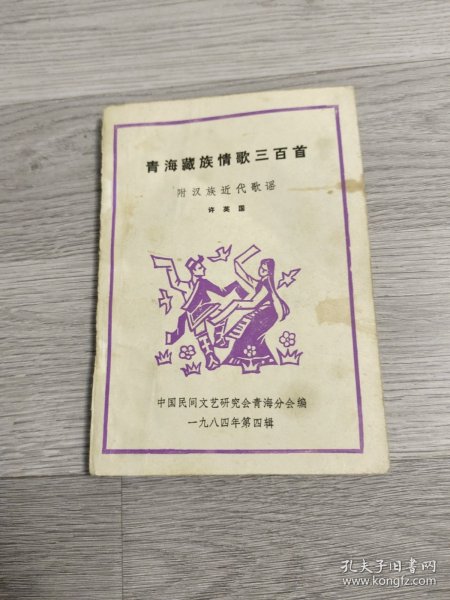 青海藏族情歌三百首
附汉族近代歌谣
许英国
中国民间文艺研究会青海分会编
一九八四年第四辑
孔夫子旧书网
www.kongfz.com